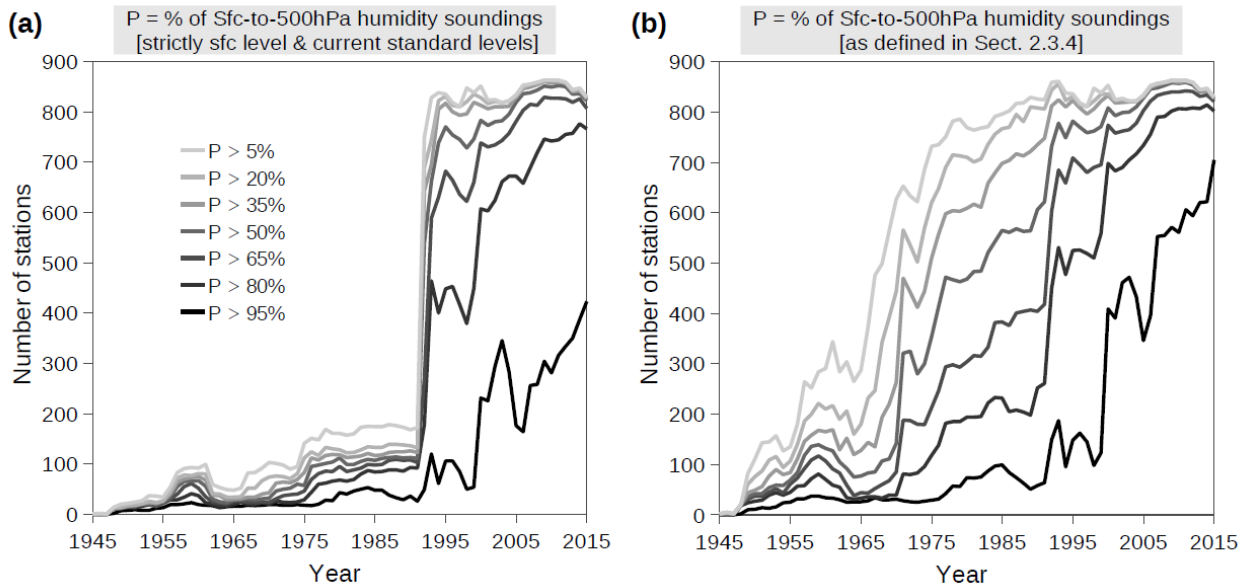 (a)
P = % of Sfc-to-500hPa humidity soundings
[strictly sfc level & current standard levels]
900
800
700
600
500
400
300
200
100
0
Number of stations
P > 5%
P > 20%
P > 35%
P > 50%
P > 65%
P > 80%
P > 95%
1945 1955 1965 1975 1985 1995 2005 2015
Year
(b)
P = % of Sfc-to-500hPa humidity soundings
[as defined in Sect. 2.3.4]
900
800
700
600
500
400
300
200
100
0
Number of stations
1945 1955 1965 1975 1985 1995 2005 2015
Year